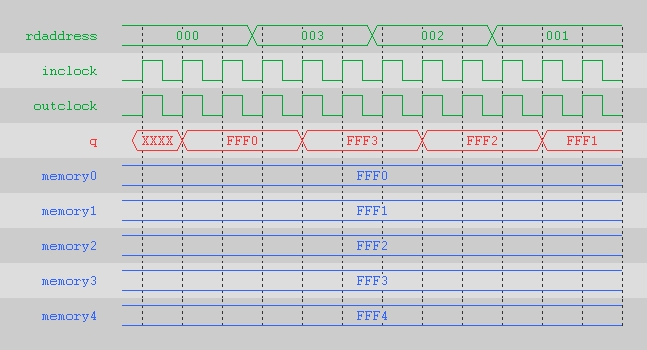 rdaddress 000 003 002 001
inclock
outclock
q XXXX FFF0 FFF3 FFF2 FFF1
memory0 FFF0
memory1 FFF1
memory2 FFF2
memory3 FFF3
memory4 FFF4